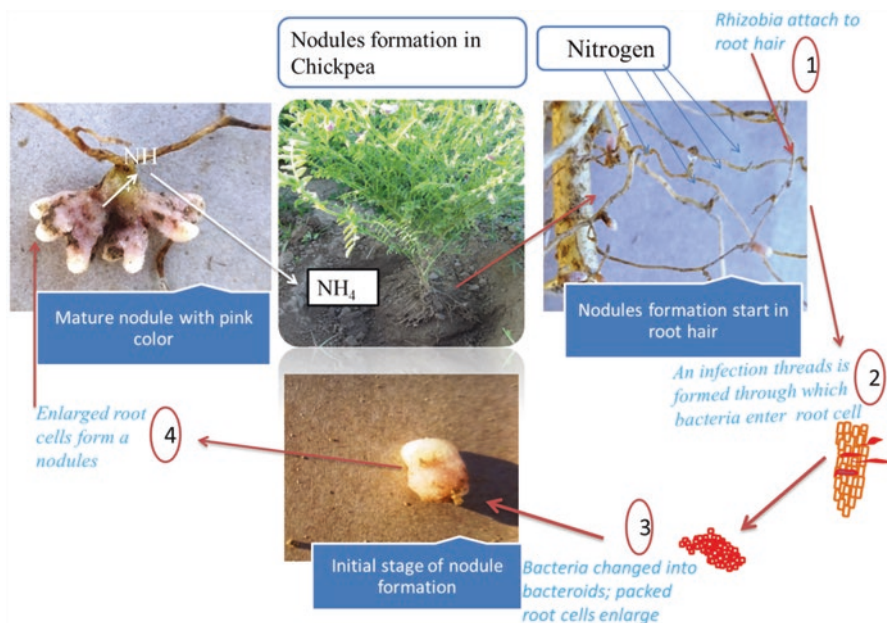 Nodules formation in
Chickpea
Nitrogen
Rhizobia attach to
root hair
1
NH
4
NH4
Mature nodule with pink
color
Nodules formation start in
root hair
An infection threads is
formed through which
bacteria enter root cell
2
Enlarged root
cells form a
nodules
4
3
Initial stage of nodule
formation
Bacteria changed into
bacteroids; packed
root cells enlarge